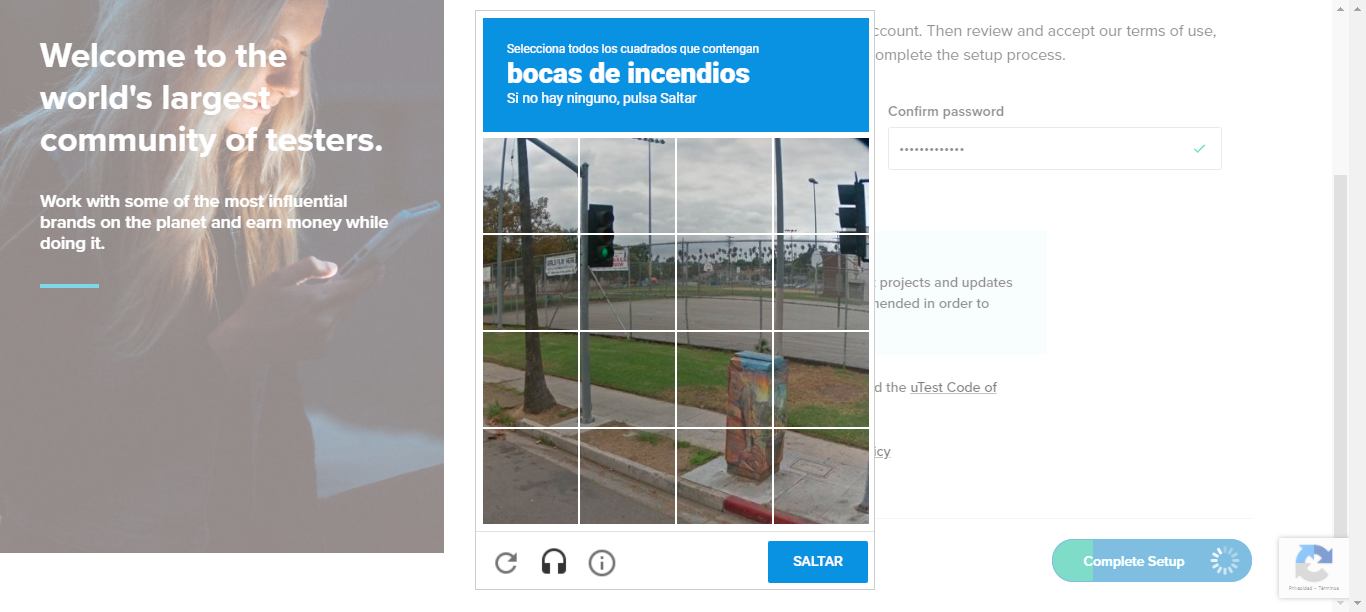 Welcome to the
world's largest
community of testers.
Work with some of the most influential
brands on the planet and earn money while
doing it.
Selecciona todos los cuadrados que contengan
bocas de incendios
Si no hay ninguno, pulsa Saltar
SALTAR
ccount. Then review and accept our terms of use,
omplete the setup process.
Confirm password
•••••••••••••
projects and updates
nended in order to
d the uTest Code of
icy
Complete Setup
Privacidad - Términos